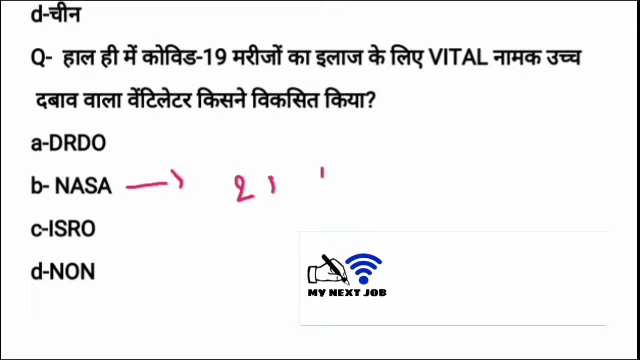 d-चीन
Q- हाल ही में कोविड-19 मरीजों का इलाज के लिए VITAL नामक उच्च
दबाव वाला वेंटिलेटर किसने विकसित किया?
a-DRDO
b- NASA
c-ISRO
d-NON
MY NEXT JOB